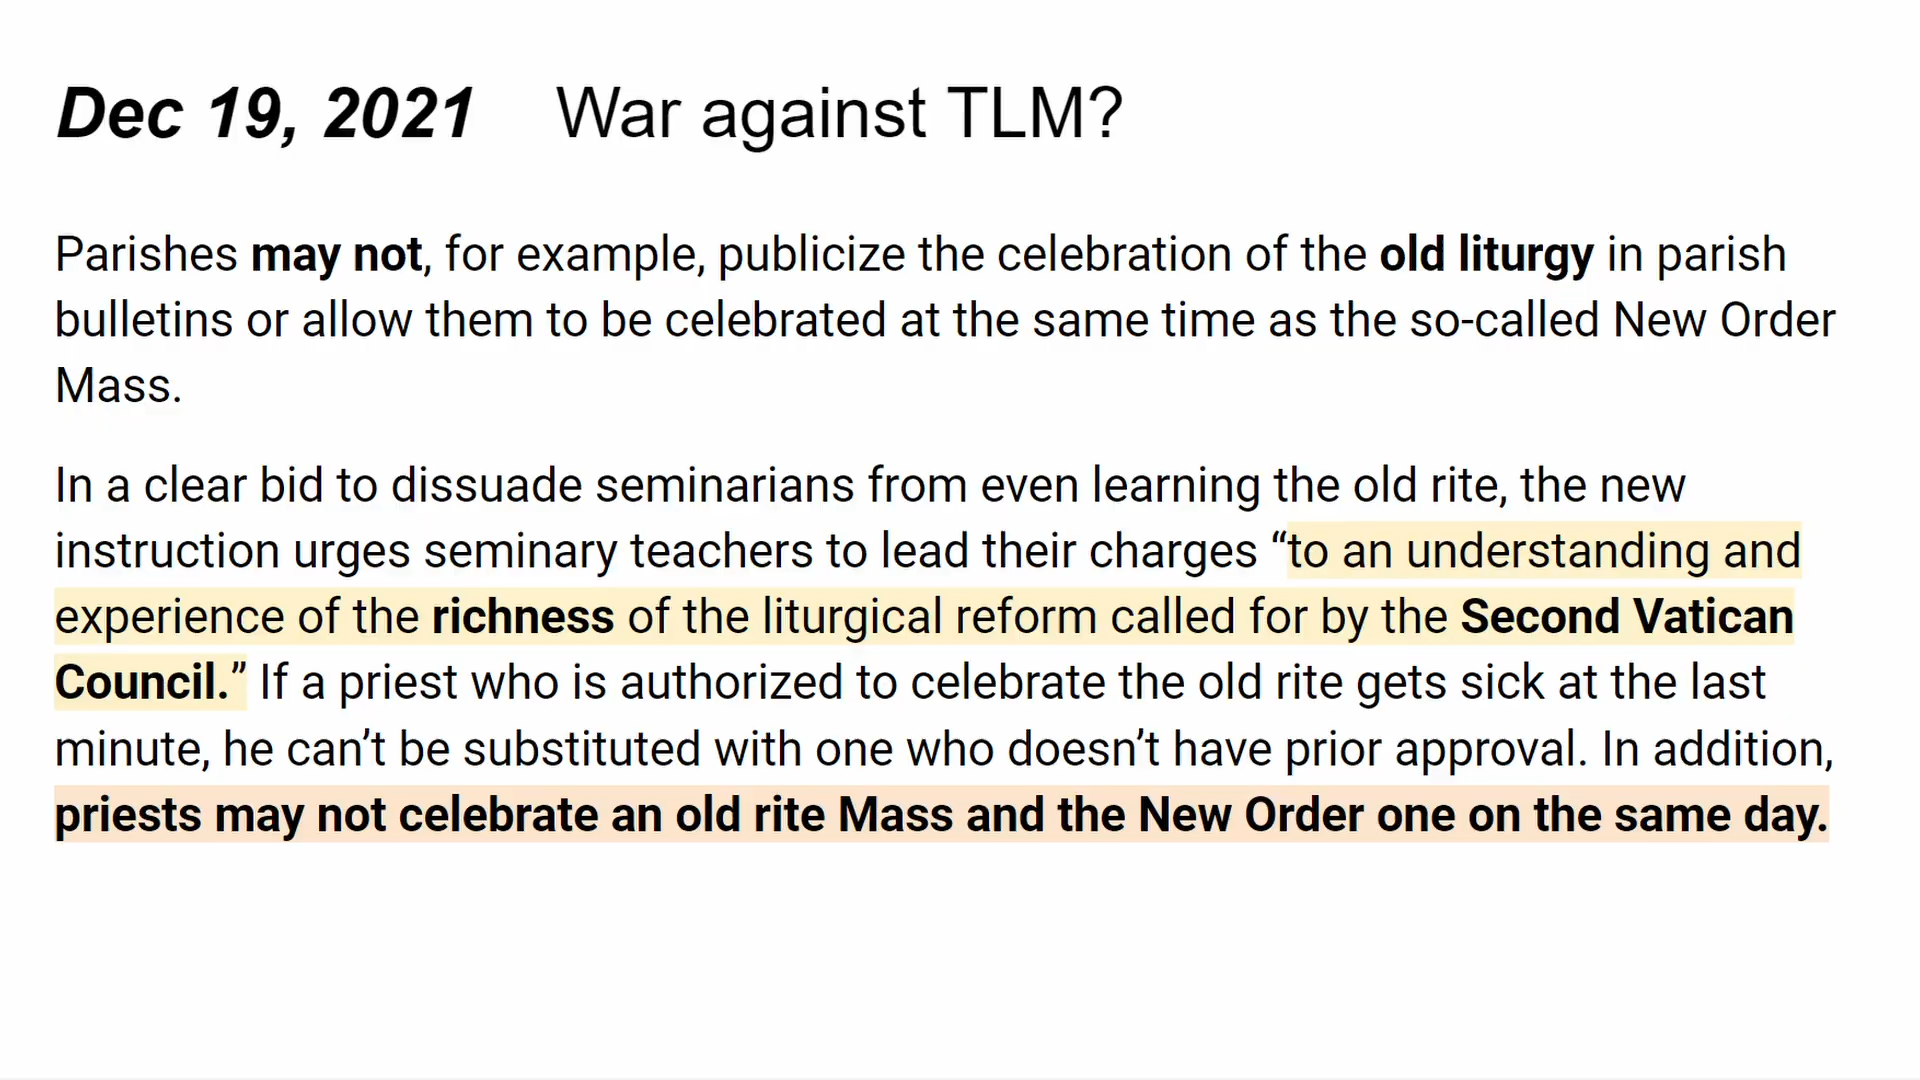 Dec 19, 2021 War against TLM?
Parishes may not, for example, publicize the celebration of the old liturgy in parish
bulletins or allow them to be celebrated at the same time as the so-called New Order
Mass.
In a clear bid to dissuade seminarians from even learning the old rite, the new
instruction urges seminary teachers to lead their charges “to an understanding and
experience of the richness of the liturgical reform called for by the Second Vatican
Council.” If a priest who is authorized to celebrate the old rite gets sick at the last
minute, he can’t be substituted with one who doesn’t have prior approval. In addition,
priests may not celebrate an old rite Mass and the New Order one on the same day.